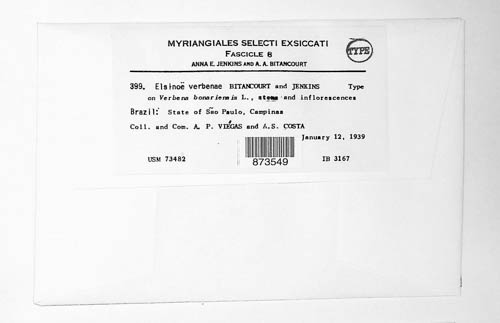 MYRIANGIALES SELECTI EXSICCATI
FASCICLE 8
ANNA E. JENKINS AND A. A. BITANCOURT
TYPE
399. Elsinoë verbenae BITANCOURT and JENKINS Type
on Verbena bonariensis L., stems and inflorescences
Brazil: State of São Paulo, Campinas
Coll. and Com. A. P. VIÉGAS and A.S. COSTA
January 12, 1939
USM 73482
873549
IB 3167